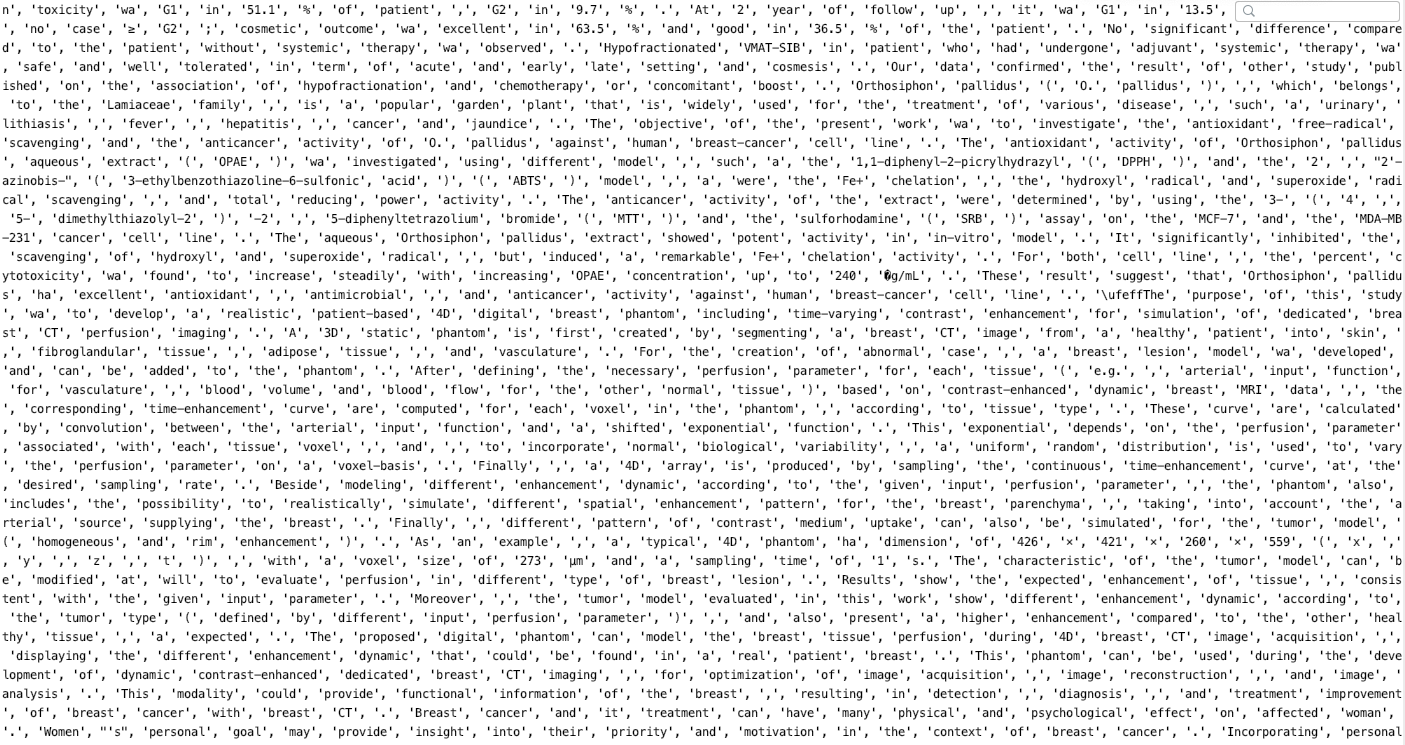 n', 'toxicity', 'wa', 'G1', 'in', '51.1', '%', 'of', 'patient', ',', 'G2', 'in', '9.7', '%', '.', 'At', '2', 'year', 'of', 'follow', 'up', ',', 'it', 'wa', 'G1', 'in', '13.5',
', 'no', 'case', '≥', 'G2', ';', 'cosmetic', 'outcome', 'wa', 'excellent', 'in', '63.5', '%', 'and', 'good', 'in', '36.5', '%', 'of', 'the', 'patient', '.', 'No', 'significant', 'difference', 'compare
d', 'to', 'the', 'patient', 'without', 'systemic', 'therapy', 'wa', 'observed', '.', 'Hypofractionated', 'VMAT-SIB', 'in', 'patient', 'who', 'had', 'undergone', 'adjuvant', 'systemic', 'therapy', 'wa'
, 'safe', 'and', 'well', 'tolerated', 'in', 'term', 'of', 'acute', 'and', 'early', 'late', 'setting', 'and', 'cosmesis', '.', 'Our', 'data', 'confirmed', 'the', 'result', 'of', 'other', 'study', 'publ
ished', 'on', 'the', 'association', 'of', 'hypofractionation', 'and', 'chemotherapy', 'or', 'concomitant', 'boost', '.', 'Orthosiphon', 'pallidus', '(', 'O.', 'pallidus', ')', ',', 'which', 'belongs',
'to', 'the', 'Lamiaceae', 'family', ',', 'is', 'a', 'popular', 'garden', 'plant', 'that', 'is', 'widely', 'used', 'for', 'the', 'treatment', 'of', 'various', 'disease', ',', 'such', 'a', 'urinary', '
lithiasis', ',', 'fever', ',', 'hepatitis', ',', 'cancer', 'and', 'jaundice', '.', 'The', 'objective', 'of', 'the', 'present', 'work', 'wa', 'to', 'investigate', 'the', 'antioxidant', 'free-radical',
'scavenging', 'and', 'the', 'anticancer', 'activity', 'of', 'O.', 'pallidus', 'against', 'human', 'breast-cancer', 'cell', 'line', '.', 'The', 'antioxidant', 'activity', 'of', 'Orthosiphon', 'pallidus
', 'aqueous', 'extract', '(', 'OPAE', ')', 'wa', 'investigated', 'using', 'different', 'model', ',', 'such', 'a', 'the', '1,1-diphenyl-2-picrylhydrazyl', '(', 'DPPH', ')', 'and', 'the', '2', ',', "2'-
azinobis-", '(', '3-ethylbenzothiazoline-6-sulfonic', 'acid', ')', '(', 'ABTS', ')', 'model', ',', 'a', 'were', 'the', 'Fe+', 'chelation', ',', 'the', 'hydroxyl', 'radical', 'and', 'superoxide', 'radi
cal', 'scavenging', ',', 'and', 'total', 'reducing', 'power', 'activity', '.', 'The', 'anticancer', 'activity', 'of', 'the', 'extract', 'were', 'determined', 'by', 'using', 'the', '3-', '(', '4', ',',
'5-', 'dimethylthiazolyl-2', ')', '-2', ',', '5-diphenyltetrazolium', 'bromide', '(', 'MTT', ')', 'and', 'the', 'sulforhodamine', '(', 'SRB', ')', 'assay', 'on', 'the', 'MCF-7', 'and', 'the', 'MDA-MB
-231', 'cancer', 'cell', 'line', '.', 'The', 'aqueous', 'Orthosiphon', 'pallidus', 'extract', 'showed', 'potent', 'activity', 'in', 'in-vitro', 'model', '.', 'It', 'significantly', 'inhibited', 'the',
'scavenging', 'of', 'hydroxyl', 'and', 'superoxide', 'radical', ',', 'but', 'induced', 'a', 'remarkable', 'Fe+', 'chelation', 'activity', '.', 'For', 'both', 'cell', 'line', ',', 'the', 'percent', 'c
ytotoxicity', 'wa', 'found', 'to', 'increase', 'steadily', 'with', 'increasing', 'OPAE', 'concentration', 'up', 'to', '240', '�g/mL', '.', 'These', 'result', 'suggest', 'that', 'Orthosiphon', 'pallidu
s', 'ha', 'excellent', 'antioxidant', ',', 'antimicrobial', ',', 'and', 'anticancer', 'activity', 'against', 'human', 'breast-cancer', 'cell', 'line', '.', '\ufeffThe', 'purpose', 'of', 'this', 'study
', 'wa', 'to', 'develop', 'a', 'realistic', 'patient-based', '4D', 'digital', 'breast', 'phantom', 'including', 'time-varying', 'contrast', 'enhancement', 'for', 'simulation', 'of', 'dedicated', 'brea
st', 'CT', 'perfusion', 'imaging', '.', 'A', '3D', 'static', 'phantom', 'is', 'first', 'created', 'by', 'segmenting', 'a', 'breast', 'CT', 'image', 'from', 'a', 'healthy', 'patient', 'into', 'skin', '
,', 'fibroglandular', 'tissue', ',', 'adipose', 'tissue', ',', 'and', 'vasculature', '.', 'For', 'the', 'creation', 'of', 'abnormal', 'case', ',', 'a', 'breast', 'lesion', 'model', 'wa', 'developed',
'and', 'can', 'be', 'added', 'to', 'the', 'phantom', '.', 'After', 'defining', 'the', 'necessary', 'perfusion', 'parameter', 'for', 'each', 'tissue', '(', 'e.g.', ',', 'arterial', 'input', 'function',
'for', 'vasculature', ',', 'blood', 'volume', 'and', 'blood', 'flow', 'for', 'the', 'other', 'normal', 'tissue', ')', 'based', 'on', 'contrast-enhanced', 'dynamic', 'breast', 'MRI', 'data', ',', 'the
', 'corresponding', 'time-enhancement', 'curve', 'are', 'computed', 'for', 'each', 'voxel', 'in', 'the', 'phantom', ',', 'according', 'to', 'tissue', 'type', '.', 'These', 'curve', 'are', 'calculated'
, 'by', 'convolution', 'between', 'the', 'arterial', 'input', 'function', 'and', 'a', 'shifted', 'exponential', 'function', '.', 'This', 'exponential', 'depends', 'on', 'the', 'perfusion', 'parameter'
, 'associated', 'with', 'each', 'tissue', 'voxel', ',', 'and', ',', 'to', 'incorporate', 'normal', 'biological', 'variability', ',', 'a', 'uniform', 'random', 'distribution', 'is', 'used', 'to', 'vary
', 'the', 'perfusion', 'parameter', 'on', 'a', 'voxel-basis', '.', 'Finally', ',', 'a', '4D', 'array', 'is', 'produced', 'by', 'sampling', 'the', 'continuous', 'time-enhancement', 'curve', 'at', 'the'
, 'desired', 'sampling', 'rate', '.', 'Beside', 'modeling', 'different', 'enhancement', 'dynamic', 'according', 'to', 'the', 'given', 'input', 'perfusion', 'parameter', ',', 'the', 'phantom', 'also',
'includes', 'the', 'possibility', 'to', 'realistically', 'simulate', 'different', 'spatial', 'enhancement', 'pattern', 'for', 'the', 'breast', 'parenchyma', ',', 'taking', 'into', 'account', 'the', 'a
rterial', 'source', 'supplying', 'the', 'breast', '.', 'Finally', ',', 'different', 'pattern', 'of', 'contrast', 'medium', 'uptake', 'can', 'also', 'be', 'simulated', 'for', 'the', 'tumor', 'model', '
(', 'homogeneous', 'and', 'rim', 'enhancement', ')', '.', 'As', 'an', 'example', ',', 'a', 'typical', '4D', 'phantom', 'ha', 'dimension', 'of', '426', '×', '421', '×', '260', '×', '559', '(', 'x', ','
, 'y', ',', 'z', ',', 't', ')', ',', 'with', 'a', 'voxel', 'size', 'of', '273', 'μm', 'and', 'a', 'sampling', 'time', 'of', '1', 's.', 'The', 'characteristic', 'of', 'the', 'tumor', 'model', 'can', 'b
e', 'modified', 'at', 'will', 'to', 'evaluate', 'perfusion', 'in', 'different', 'type', 'of', 'breast', 'lesion', '.', 'Results', 'show', 'the', 'expected', 'enhancement', 'of', 'tissue', ',', 'consis
tent', 'with', 'the', 'given', 'input', 'parameter', '.', 'Moreover', ',', 'the', 'tumor', 'model', 'evaluated', 'in', 'this', 'work', 'show', 'different', 'enhancement', 'dynamic', 'according', 'to',
'the', 'tumor', 'type', '(', 'defined', 'by', 'different', 'input', 'perfusion', 'parameter', ')', ',', 'and', 'also', 'present', 'a', 'higher', 'enhancement', 'compared', 'to', 'the', 'other', 'heal
thy', 'tissue', ',', 'a', 'expected', '.', 'The', 'proposed', 'digital', 'phantom', 'can', 'model', 'the', 'breast', 'tissue', 'perfusion', 'during', '4D', 'breast', 'CT', 'image', 'acquisition', ',',
'displaying', 'the', 'different', 'enhancement', 'dynamic', 'that', 'could', 'be', 'found', 'in', 'a', 'real', 'patient', 'breast', '.', 'This', 'phantom', 'can', 'be', 'used', 'during', 'the', 'deve
lopment', 'of', 'dynamic', 'contrast-enhanced', 'dedicated', 'breast', 'CT', 'imaging', ',', 'for', 'optimization', 'of', 'image', 'acquisition', ',', 'image', 'reconstruction', ',', 'and', 'image', '
analysis', '.', 'This', 'modality', 'could', 'provide', 'functional', 'information', 'of', 'the', 'breast', ',', 'resulting', 'in', 'detection', ',', 'diagnosis', ',', 'and', 'treatment', 'improvement
', 'of', 'breast', 'cancer', 'with', 'breast', 'CT', '.', 'Breast', 'cancer', 'and', 'it', 'treatment', 'can', 'have', 'many', 'physical', 'and', 'psychological', 'effect', 'on', 'affected', 'woman',
'.', 'Women', "'s", 'personal', 'goal', 'may', 'provide', 'insight', 'into', 'their', 'priority', 'and', 'motivation', 'in', 'the', 'context', 'of', 'breast', 'cancer', '.', 'Incorporating', 'personal